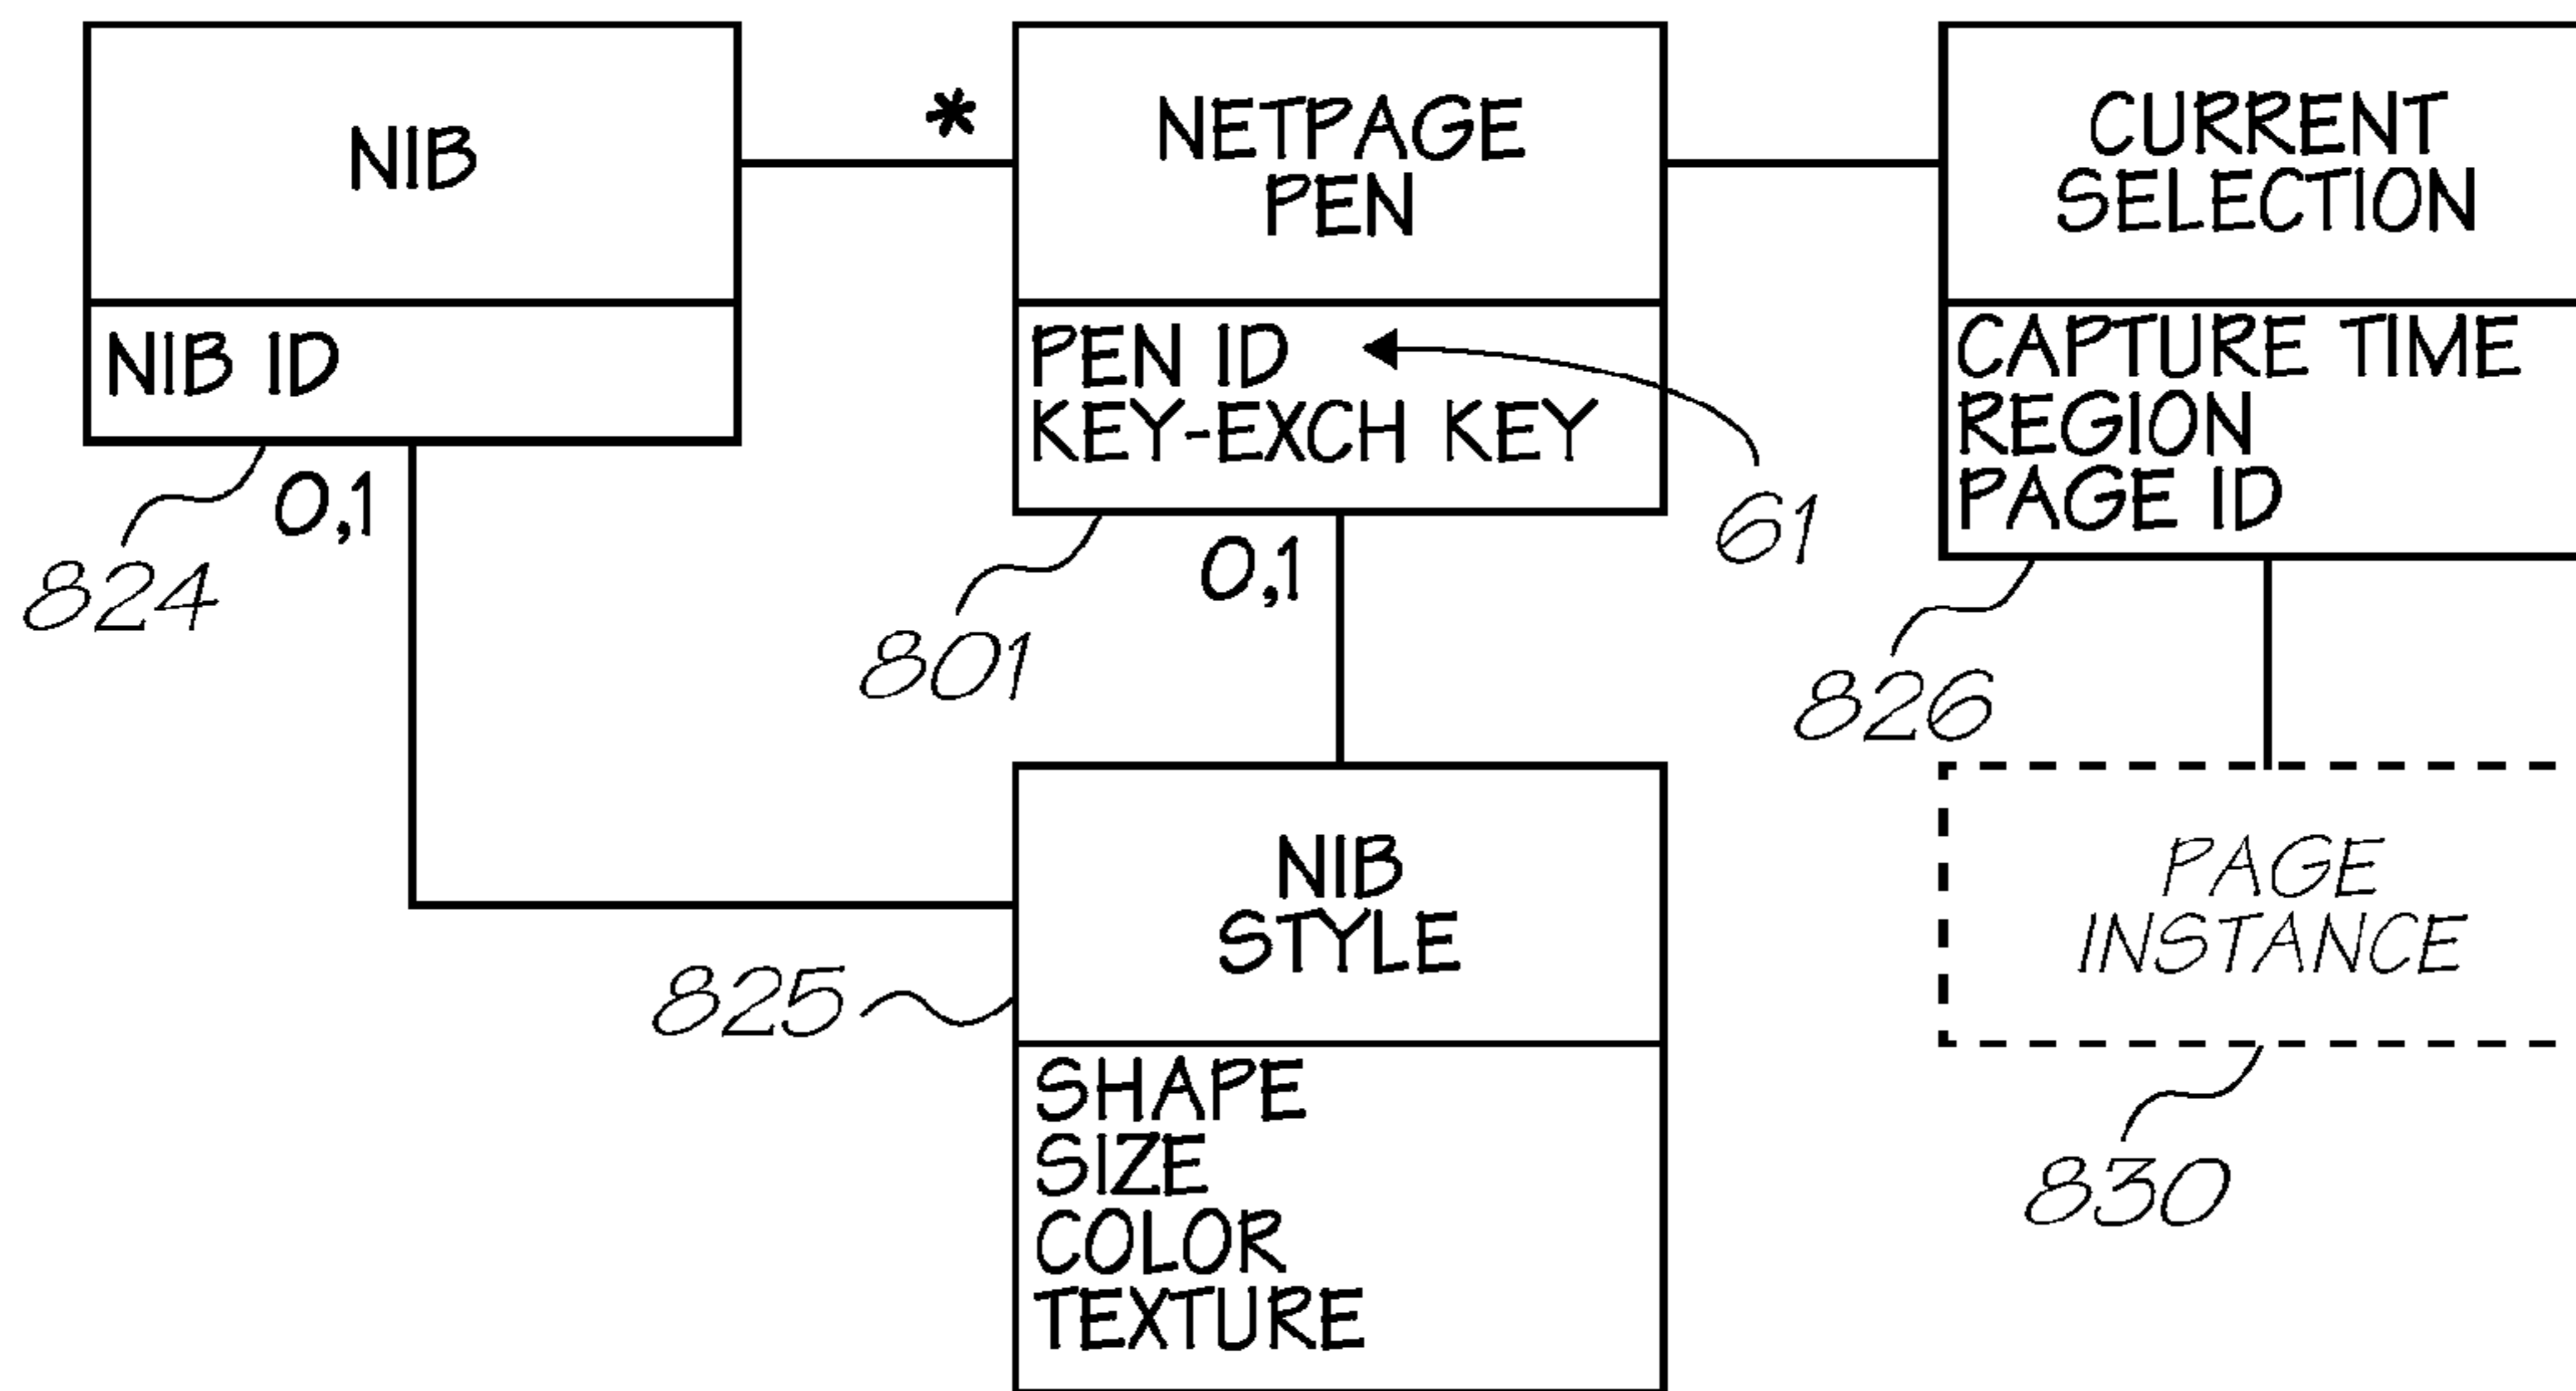 NIB
NIB ID
0,1
824
*
NETPAGE
PEN
PEN ID
KEY-EXCH KEY
61
0,1
801
CURRENT
SELECTION
CAPTURE TIME
REGION
PAGE ID
826
NIB
STYLE
825
SHAPE
SIZE
COLOR
TEXTURE
PAGE
INSTANCE
830